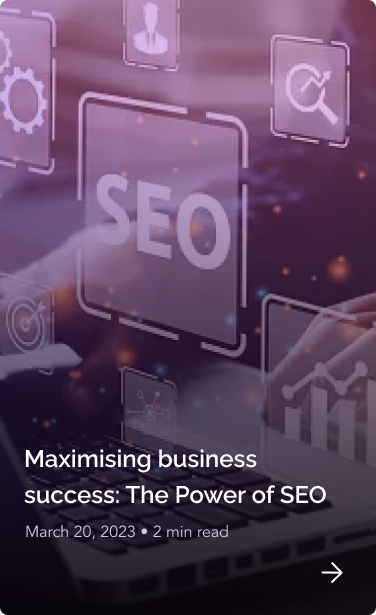 SEO
Maximising business
success: The Power of SEO
March 20, 2023 • 2 min read